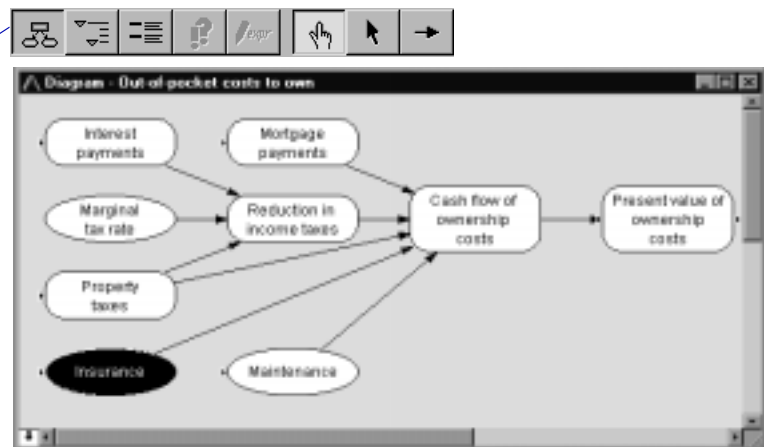 expr
Diagram - Out-of-pocket costs to own
Interest
payments
Mortgage
payments
Marginal
tax rate
Reduction in
income taxes
Cash flow of
ownership
costs
Present value of
ownership
costs
Property
taxes
Insurance
Maintenance